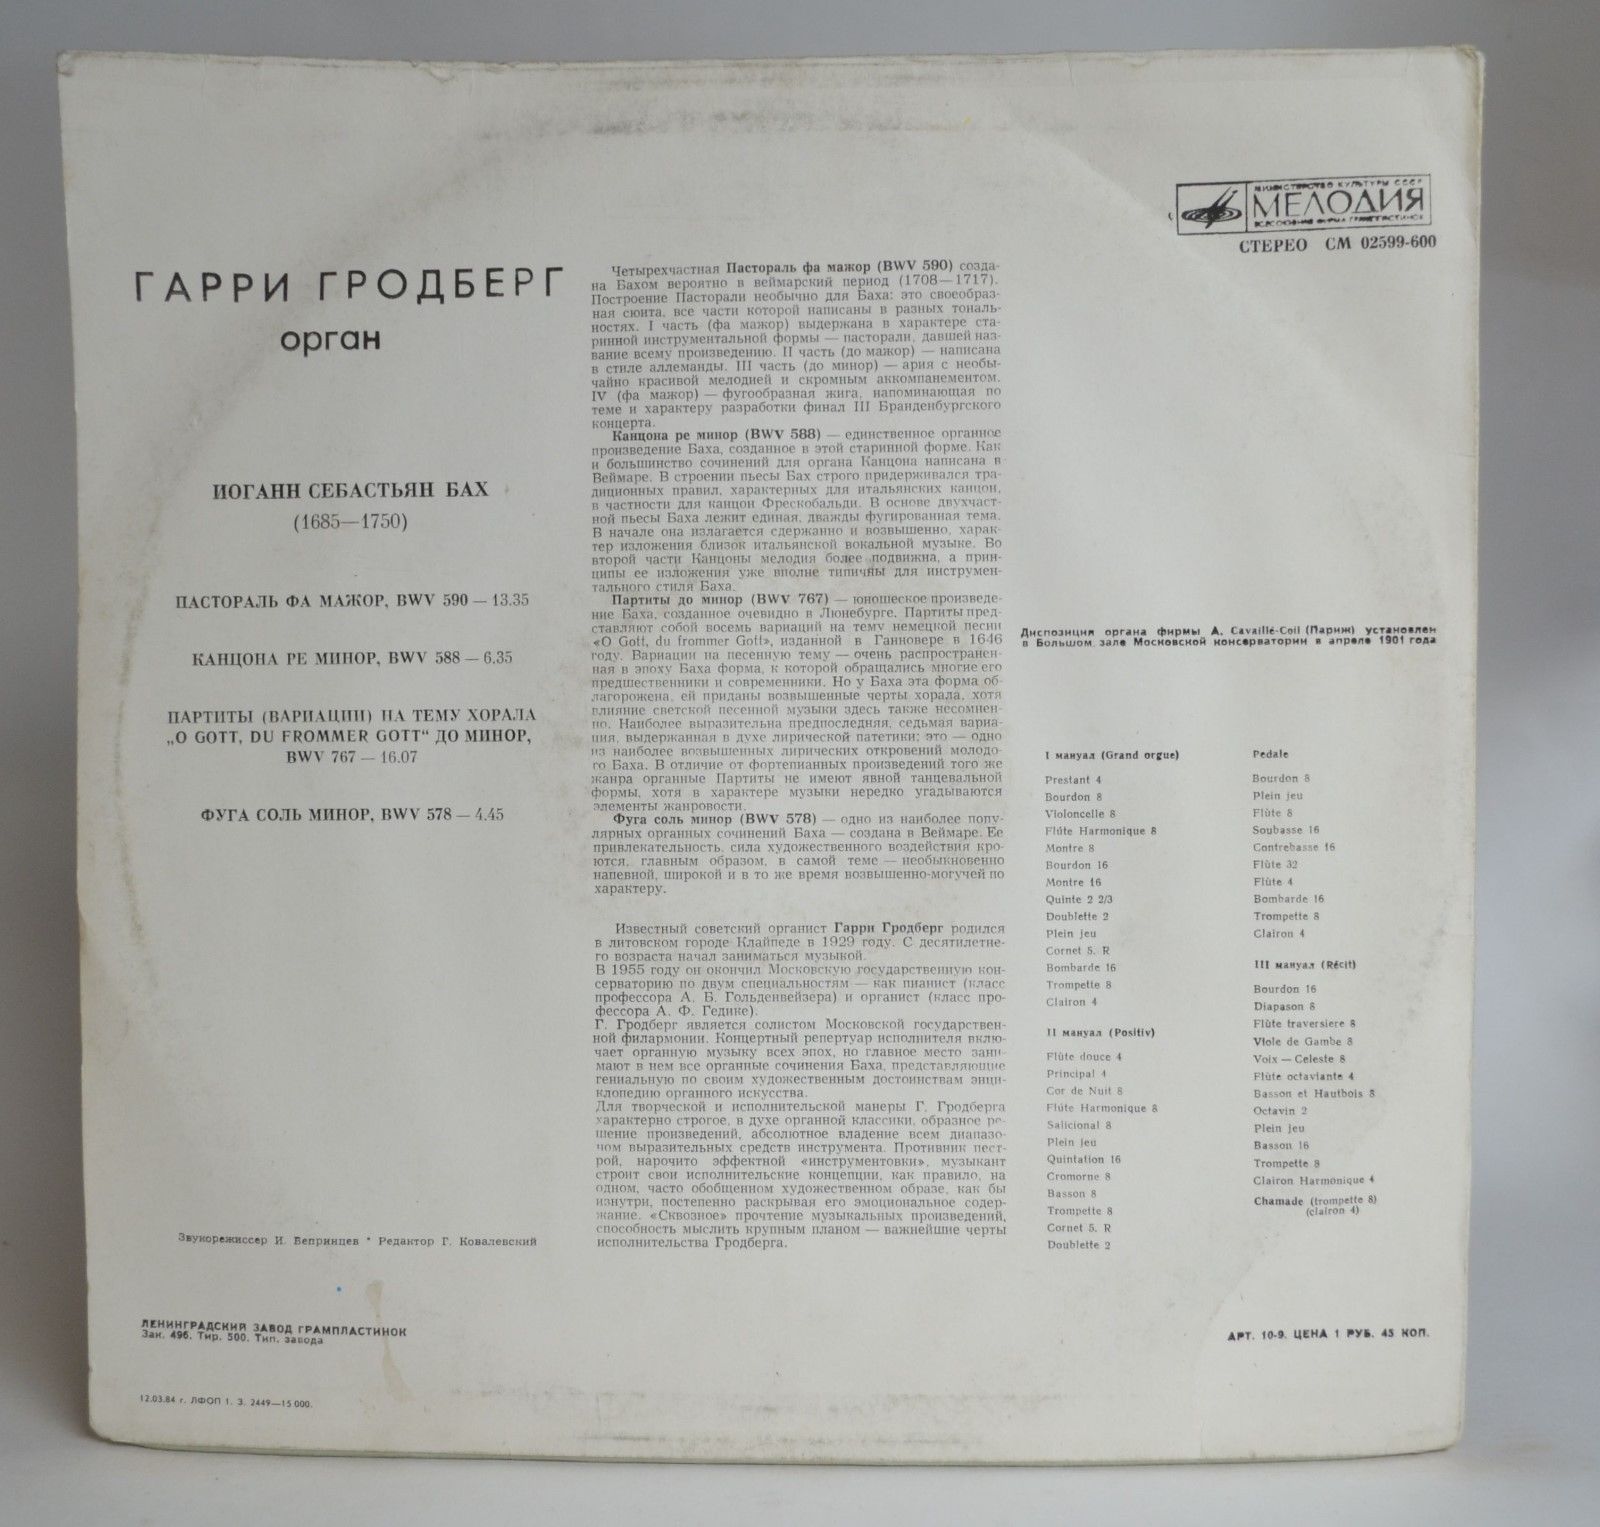 МИНИСТЕРСТВО КУЛЬТУРЫ СССР
МЕЛОДИЯ
ВСЕСОЮЗНАЯ ФИРМА ГРАМПЛАСТИНОК
СТЕРЕО СМ 02599-600
ГАРРИ ГРОДБЕРГ
орган
ИОГАНН СЕБАСТЬЯН БАХ
(1685—1750)
ПАСТОРАЛЬ ФА МАЖОР, BWV 590 — 13.35
КАНЦОНА РЕ МИНОР, BWV 588 — 6.35
ПАРТИТЫ (ВАРИАЦИИ) НА ТЕМУ ХОРАЛА
„O GOTT, DU FROMMER GOTT“ ДО МИНОР,
BWV 767 — 16.07
ФУГА СОЛЬ МИНОР, BWV 578 — 4.45
Звукорежиссер И. Вепринцев * Редактор Г. Ковалевский
ЛЕНИНГРАДСКИЙ ЗАВОД ГРАМПЛАСТИНОК
Зак. 496. Тир. 500. Тип. завода
12.03.84 г. ЛФОП 1. З. 2449—15 000.
Четырехчастная Пастораль фа мажор (BWV 590) созда-
на Бахом вероятно в веймарский период (1708—1717).
Построение Пасторали необычно для Баха: это своеобраз-
ная сюита, все части которой написаны в разных тональ-
ностях. I часть (фа мажор) выдержана в характере ста-
ринной инструментальной формы — пасторали, давшей наз-
вание всему произведению. II часть (до мажор) — написана
в стиле аллеманды. III часть (до минор) — ария с необы-
чайно красивой мелодией и скромным аккомпанементом.
IV (фа мажор) — фугообразная жига, напоминающая по
теме и характеру разработки финал III Бранденбургского
концерта.
Канцона ре минор (BWV 588) — единственное органное
произведение Баха, созданное в этой старинной форме. Как
и большинство сочинений для органа Канцона написана в
Веймаре. В строении пьесы Бах строго придерживался тра-
диционных правил, характерных для итальянских канцон,
в частности для канцон Фрескобальди. В основе двухчаст-
ной пьесы Баха лежит единая, дважды фугированная тема.
В начале она излагается сдержанно и возвышенно, харак-
тер изложения близок итальянской вокальной музыке. Во
второй части Канцоны мелодия более подвижна, а прин-
ципы ее изложения уже вполне типичны для инструмен-
тального стиля Баха.
Партиты до минор (BWV 767) — юношеское произведе-
ние Баха, созданное очевидно в Люнебурге. Партиты пред-
ставляют собой восемь вариаций на тему немецкой песни
«O Gott, du frommer Gott», изданной в Ганновере в 1646
году. Вариации на песенную тему — очень распространен-
ная в эпоху Баха форма, к которой обращались многие его
предшественники и современники. Но у Баха эта форма об-
лагорожена, ей приданы возвышенные черты хорала, хотя
влияние светской песенной музыки здесь также несомнен-
но. Наиболее выразительна предпоследняя, седьмая вариа-
ция, выдержанная в духе лирической патетики; это — одно
из наиболее возвышенных лирических откровений молодо-
го Баха. В отличие от фортепианных произведений того же
жанра органные Партиты не имеют явной танцевальной
формы, хотя в характере музыки нередко угадываются
элементы жанровости.
Фуга соль минор (BWV 578) — одно из наиболее попу-
лярных органных сочинений Баха — создана в Веймаре. Ее
привлекательность, сила художественного воздействия кро-
ются, главным образом, в самой теме — необыкновенно
напевной, широкой и в то же время возвышенно-могучей по
характеру.
Известный советский органист Гарри Гродберг родился
в литовском городе Клайпеде в 1929 году. С десятилетне-
го возраста начал заниматься музыкой.
В 1955 году он окончил Московскую государственную кон-
серваторию по двум специальностям — как пианист (класс
профессора А. Б. Гольденвейзера) и органист (класс про-
фессора А. Ф. Гедике).
Г. Гродберг является солистом Московской государствен-
ной филармонии. Концертный репертуар исполнителя вклю-
чает органную музыку всех эпох, но главное место зани-
мают в нем все органные сочинения Баха, представляющие
гениальную по своим художественным достоинствам энци-
клопедию органного искусства.
Для творческой и исполнительской манеры Г. Гродберга
характерно строгое, в духе органной классики, образное ре-
шение произведений, абсолютное владение всем диапазо-
ном выразительных средств инструмента. Противник пест-
рой, нарочито эффектной «инструментовки», музыкант
строит свои исполнительские концепции, как правило, на
одном, часто обобщенном художественном образе, как бы
изнутри, постепенно раскрывая его эмоциональное содер-
жание. «Сквозное» прочтение музыкальных произведений,
способность мыслить крупным планом — важнейшие черты
исполнительства Гродберга.
Диспозиция органа фирмы A. Cavaillé-Coll (Париж) установлен
в Большом зале Московской консерватории в апреле 1901 года
I мануал (Grand orgue)
Prestant 4
Bourdon 8
Violoncelle 8
Flûte Harmonique 8
Montre 8
Bourdon 16
Montre 16
Quinte 2 2/3
Doublette 2
Plein jeu
Cornet 5. R
Bombarde 16
Trompette 8
Clairon 4
II мануал (Positiv)
Flûte douce 4
Principal 4
Cor de Nuit 8
Flûte Harmonique 8
Salicional 8
Plein jeu
Quintation 16
Cromorne 8
Basson 8
Trompette 8
Cornet 5. R
Doublette 2
Pedale
Bourdon 8
Plein jeu
Flûte 8
Soubasse 16
Contrebasse 16
Flûte 32
Flûte 4
Bombarde 16
Trompette 8
Clairon 4
III мануал (Récit)
Bourdon 16
Diapason 8
Flûte traversiere 8
Viole de Gambe 8
Voix — Celeste 8
Flûte octaviante 4
Basson et Hautbois 8
Octavin 2
Plein jeu
Basson 16
Trompette 8
Clairon Harmonique 4
Chamade (trompette 8)
(clairon 4)
АРТ. 10-9. ЦЕНА 1 РУБ. 45 КОП.